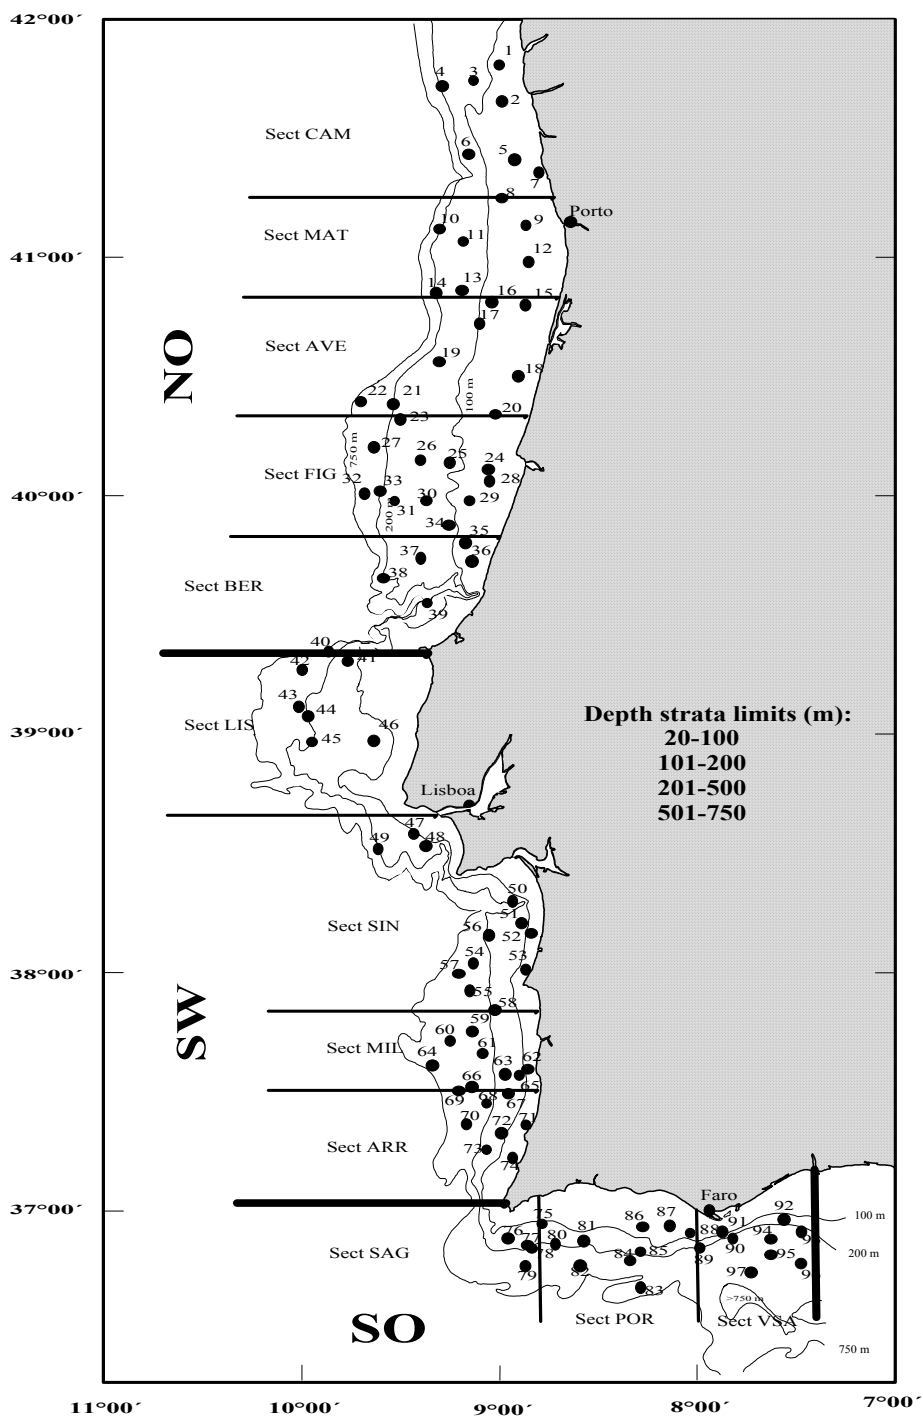 42°00´
1
4 3
2
Sect CAM
6 5
7
8
Porto
10 9
Sect MAT
11
12
41°00´
14 13
16 15
17
NO
Sect AVE
19
100 m
18
22 21
23
20
27 26 25 24
750 m
Sect FIG
32 33 28
30 29
31
200 m
40°00´
34 35
37 36
38
Sect BER
39
40
41
42
43
44
Sect LIS
46
45
39°00´
Depth strata limits (m):
20-100
101-200
201-500
501-750
Lisboa
47
49 48
50
51
Sect SIN
56 52
54 53
57
38°00´
55
58
SW
59
60
Sect MIL
61
64 63 62
66 65
69 68 67
70 72 71
Sect ARR
73
74
37°00´
Faro
75 86 87 91 92
100 m
76 81 88 94
77 80
78 90
200 m
Sect SAG
84 85 89 95
79 82 97
83
>750 m
Sect POR
Sect VSA
SO
750 m
11°00´ 10°00´ 9°00´ 8°00´ 7°00´